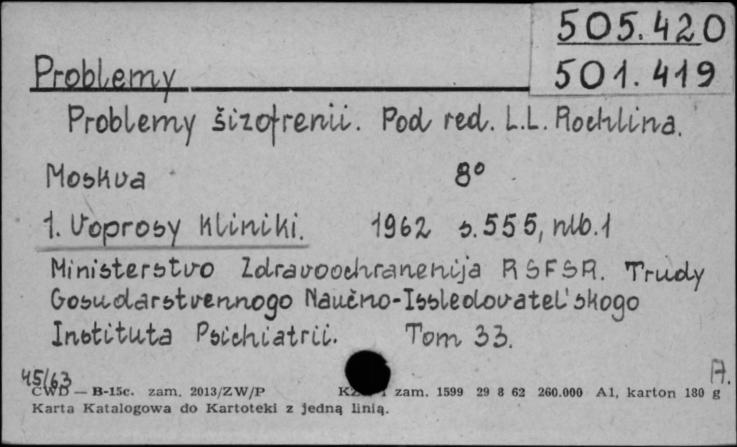 505.420
501.419
Problemy
Problemy šizofrenii. Pod red. L.L. Rochlina.
Moskva 8°
1. Voprosy Kliniki. 1962 s.555, nlb.1
Ministerstvo Zdravoochranenija RSFSR. Trudy
Gosudarstvennogo Naučno-Issledovatel'skogo
Instituta Psichiatrii. Tom 33.
45/63 A.
CWD — B-15c. zam. 2013/ZW/P zam. 1599 29 8 62 260.000 A1, karton 180 g
Karta Katalogowa do Kartoteki z jedną linią.